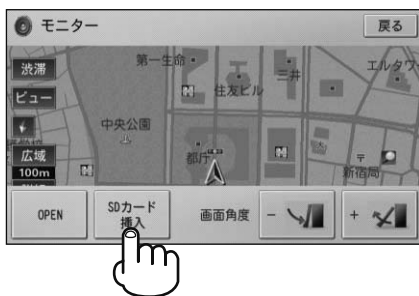 モニター
戻る
渋滞
第一生命
三井
エルタワー
ビュー
住友ビル
中央公園
都庁
広域
100m
新宿局
OPEN
SDカード
挿入
画面角度
-
+